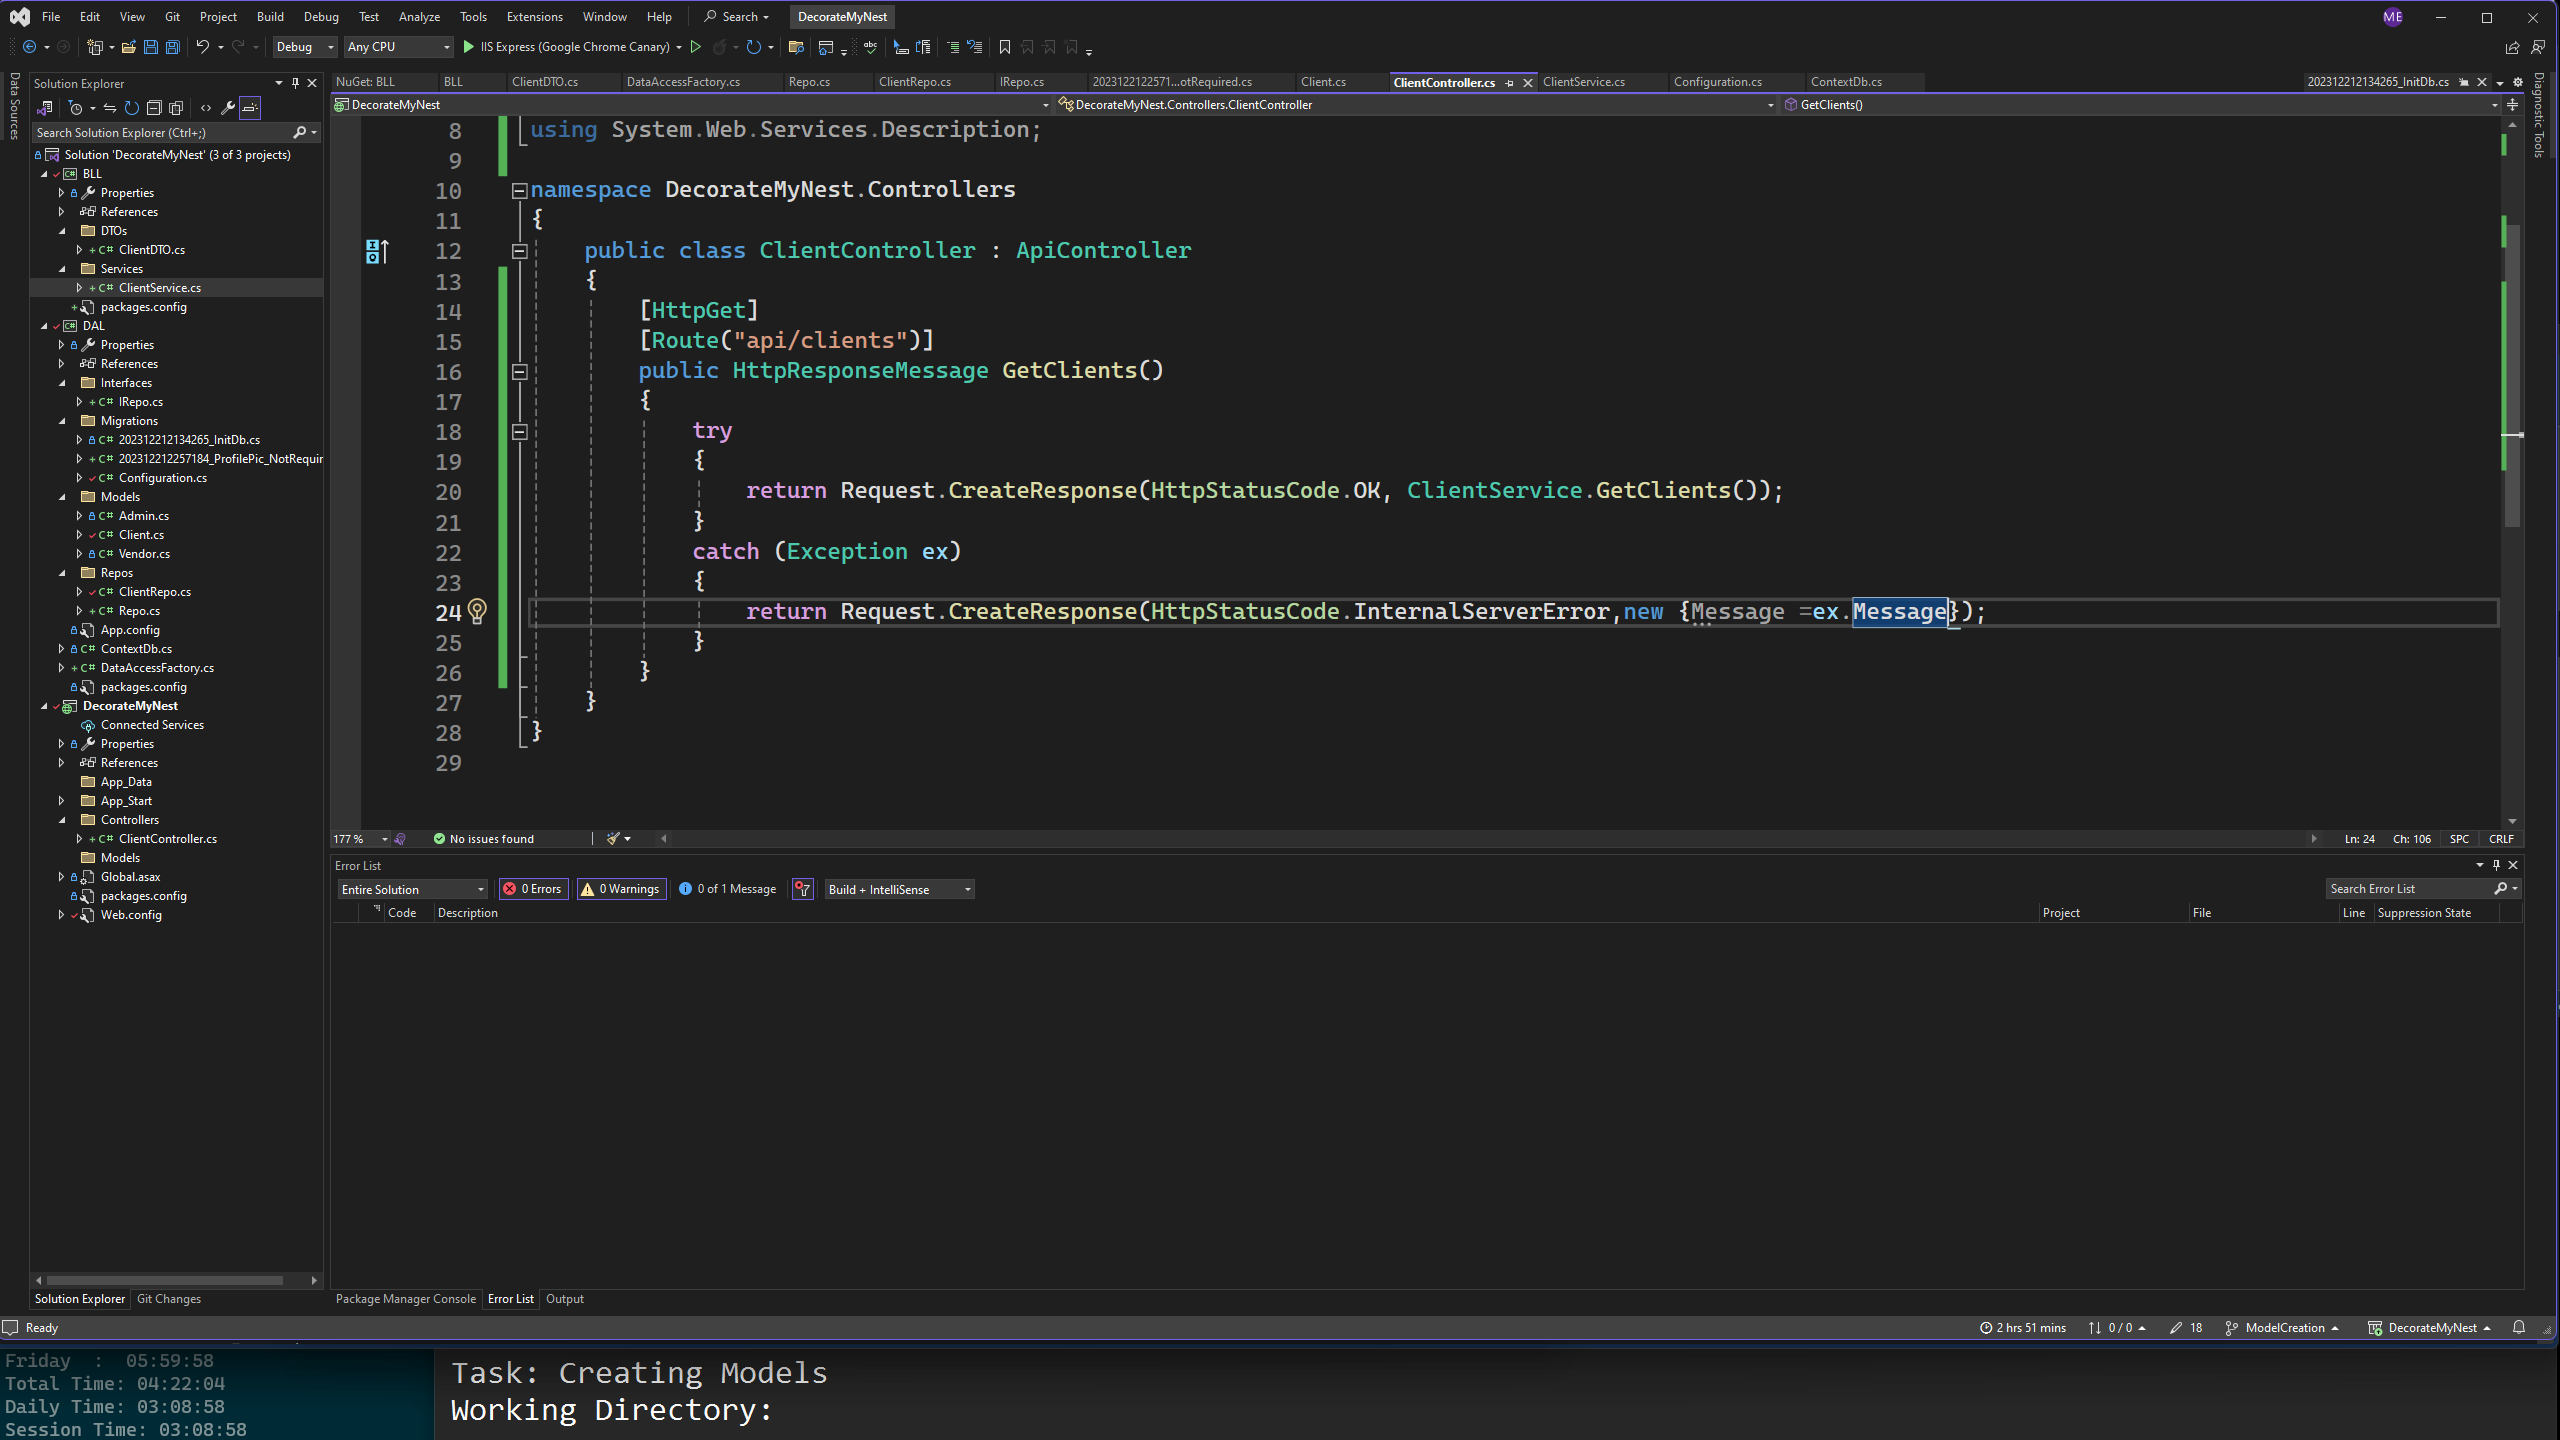 File Edit View Git Project Build Debug Test Analyze Tools Extensions Window Help Search DecorateMyNest ME
Debug Any CPU IIS Express (Google Chrome Canary)
Data Sources
Solution Explorer
Search Solution Explorer (Ctrl+;)
Solution 'DecorateMyNest' (3 of 3 projects)
BLL
Properties
References
DTOs
C# ClientDTO.cs
Services
C# ClientService.cs
packages.config
DAL
Properties
References
Interfaces
C# IRepo.cs
Migrations
C# 202312212134265_InitDb.cs
C# 202312212257184_ProfilePic_NotRequir
C# Configuration.cs
Models
C# Admin.cs
C# Client.cs
C# Vendor.cs
Repos
C# ClientRepo.cs
C# Repo.cs
App.config
C# ContextDb.cs
C# DataAccessFactory.cs
packages.config
DecorateMyNest
Connected Services
Properties
References
App_Data
App_Start
Controllers
C# ClientController.cs
Models
Global.asax
packages.config
Web.config
Solution Explorer Git Changes
NuGet: BLL BLL ClientDTO.cs DataAccessFactory.cs Repo.cs ClientRepo.cs IRepo.cs 2023122122571...otRequired.cs Client.cs ClientController.cs ClientService.cs Configuration.cs ContextDb.cs 202312212134265_InitDb.cs
DecorateMyNest DecorateMyNest.Controllers.ClientController GetClients()
8 using System.Web.Services.Description;
9
10 namespace DecorateMyNest.Controllers
11 {
12 public class ClientController : ApiController
13 {
14 [HttpGet]
15 [Route("api/clients")]
16 public HttpResponseMessage GetClients()
17 {
18 try
19 {
20 return Request.CreateResponse(HttpStatusCode.OK, ClientService.GetClients());
21 }
22 catch (Exception ex)
23 {
24 return Request.CreateResponse(HttpStatusCode.InternalServerError,new {Message =ex.Message});
25 }
26 }
27 }
28 }
29
177 % No issues found Ln: 24 Ch: 106 SPC CRLF
Diagnostic Tools
Error List
Entire Solution 0 Errors 0 Warnings 0 of 1 Message Build + IntelliSense Search Error List
Code Description Project File Line Suppression State
Package Manager Console Error List Output
Ready 2 hrs 51 mins 0 / 0 18 ModelCreation DecorateMyNest
Friday : 05:59:58
Total Time: 04:22:04
Daily Time: 03:08:58
Session Time: 03:08:58
Task: Creating Models
Working Directory: